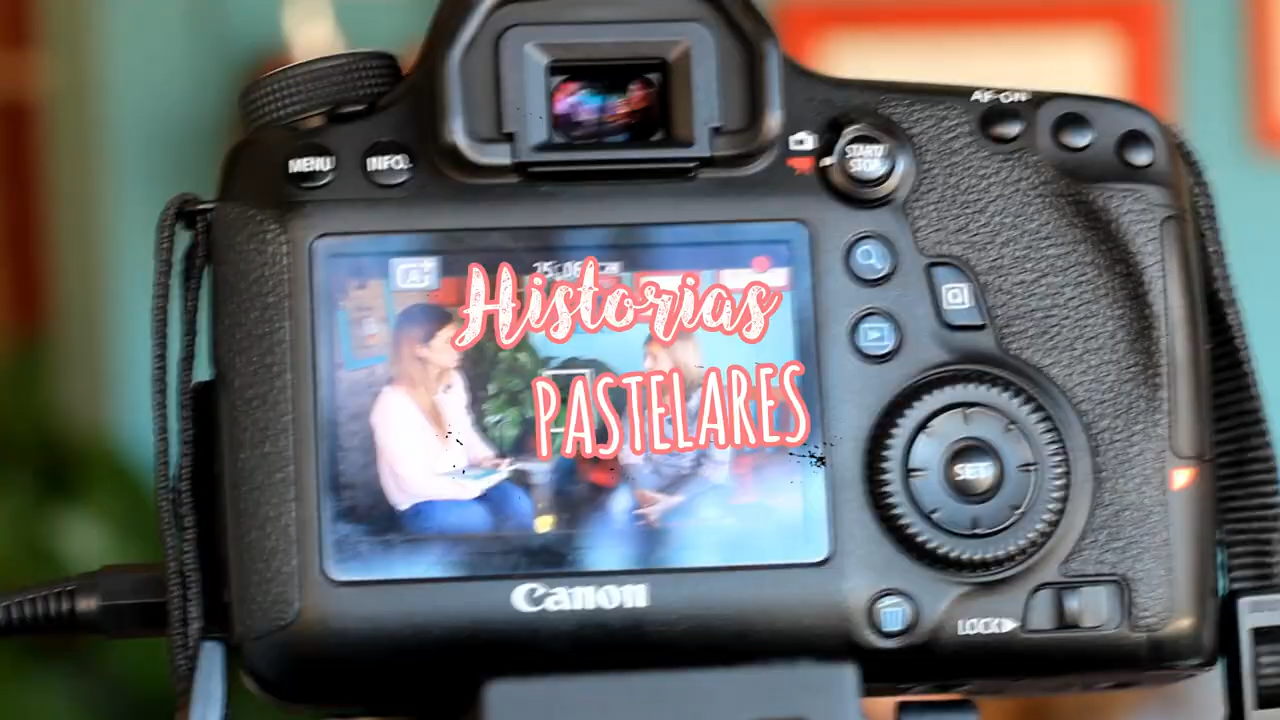 AF-ON
MENU
INFO.
START/
STOP
Historias
PASTELARES
Q
SET
Canon
LOCK